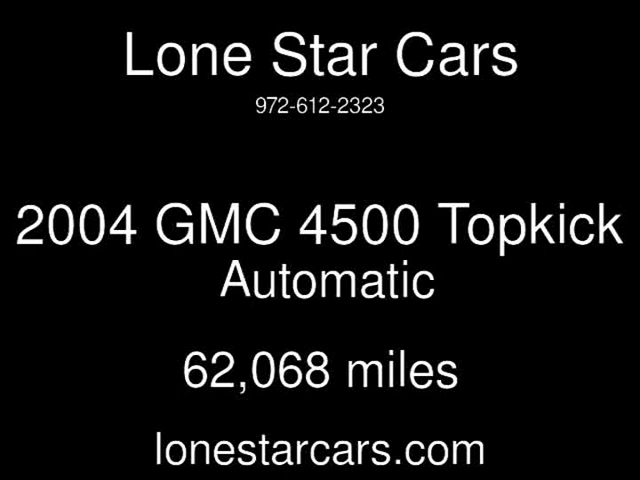 Lone Star Cars
972-612-2323
2004 GMC 4500 Topkick
Automatic
62,068 miles
lonestarcars.com